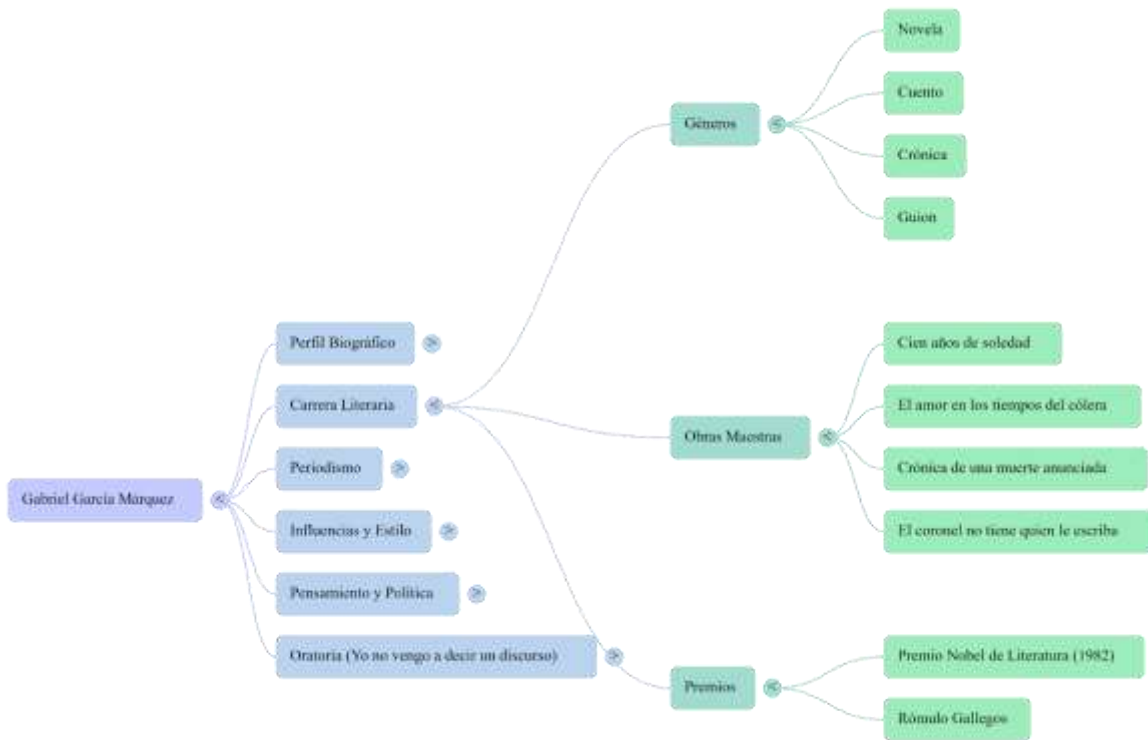 Gabriel García Márquez
Perfil Biográfico
Carrera Literaria
Periodismo
Influencias y Estilo
Pensamiento y Política
Oratoria (Yo no vengo a decir un discurso)
Géneros
Novela
Cuento
Crónica
Guion
Obras Maestras
Cien años de soledad
El amor en los tiempos del cólera
Crónica de una muerte anunciada
El coronel no tiene quien le escriba
Premios
Premio Nobel de Literatura (1982)
Rómulo Gallegos